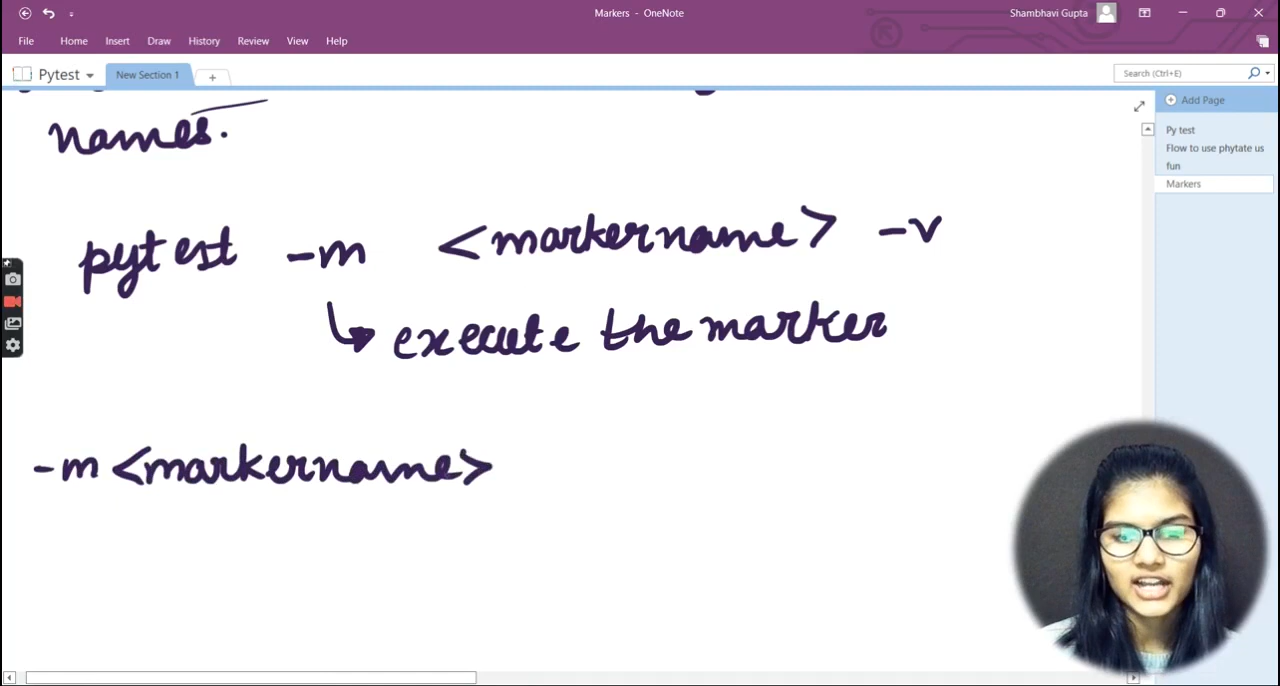 Markers - OneNote
Shambhavi Gupta
File Home Insert Draw History Review View Help
Pytest New Section 1 +
Search (Ctrl+E)
Add Page
Py test
Flow to use phytate us
fun
Markers
names.
pytest -m <markername> -v
execute the marker
-m <markername>